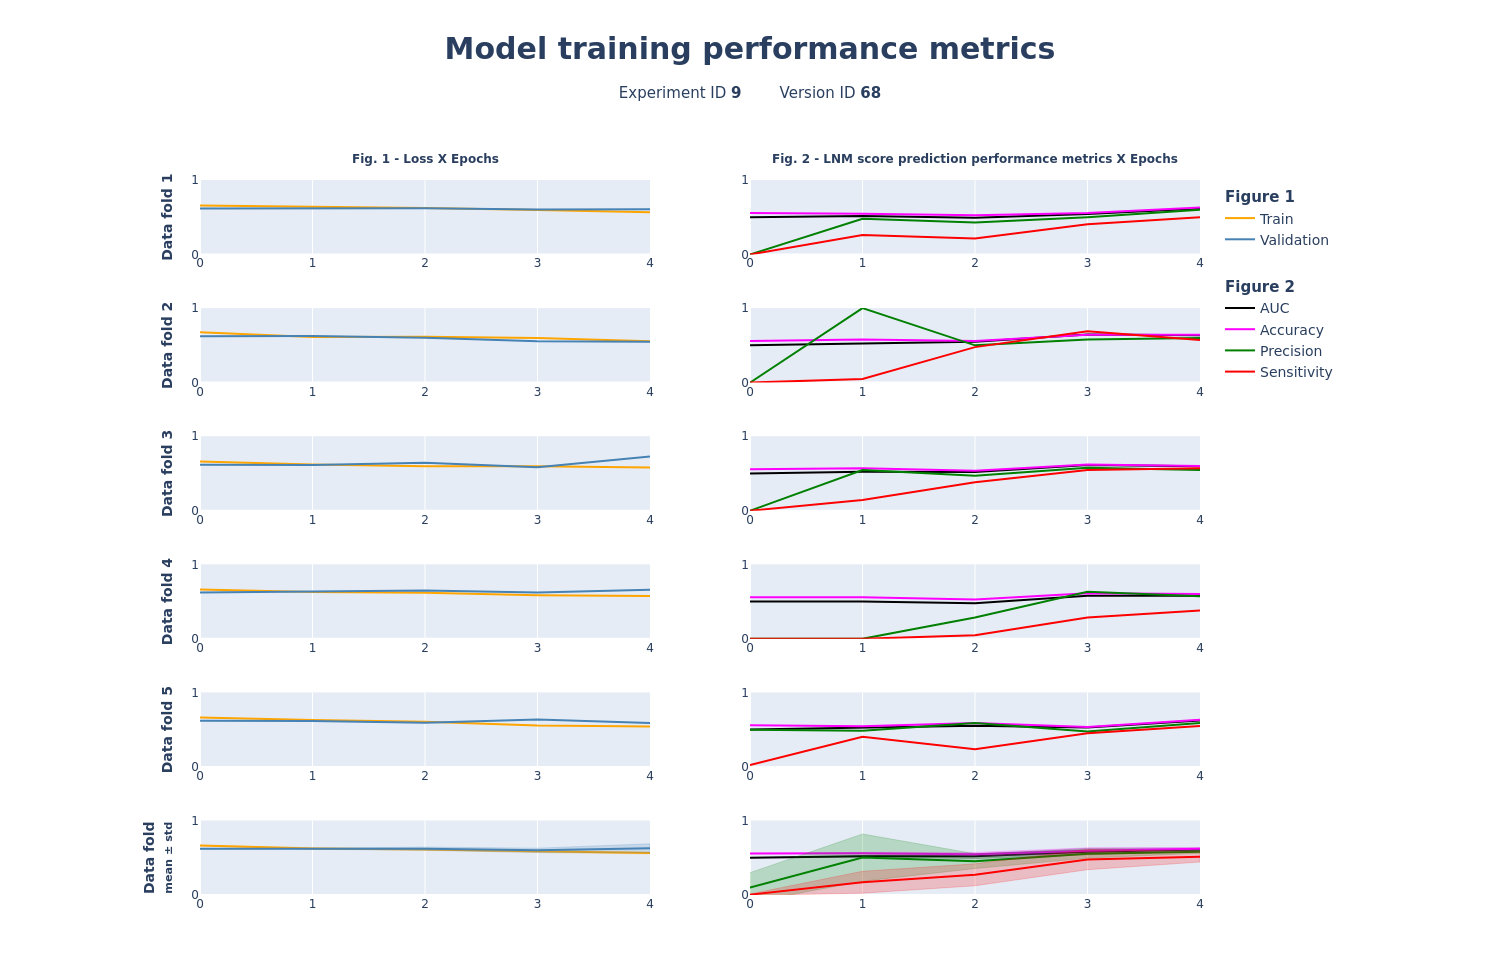 Model training performance metrics
Experiment ID 9 Version ID 68
Fig. 1 - Loss X Epochs
Fig. 2 - LNM score prediction performance metrics X Epochs
Data fold 1
1
0
0 1 2 3 4
1
0
0 1 2 3 4
Figure 1
Train
Validation
Figure 2
AUC
Accuracy
Precision
Sensitivity
Data fold 2
1
0
0 1 2 3 4
1
0
0 1 2 3 4
Data fold 3
1
0
0 1 2 3 4
1
0
0 1 2 3 4
Data fold 4
1
0
0 1 2 3 4
1
0
0 1 2 3 4
Data fold 5
1
0
0 1 2 3 4
1
0
0 1 2 3 4
Data fold
mean ± std
1
0
0 1 2 3 4
1
0
0 1 2 3 4